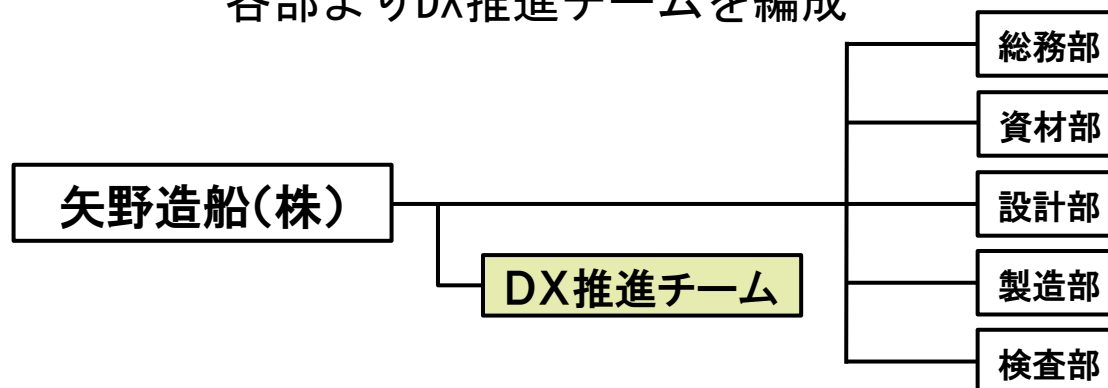 各部よりDX推進チームを編成
総務部
資材部
矢野造船(株)
設計部
DX推進チーム
製造部
検査部